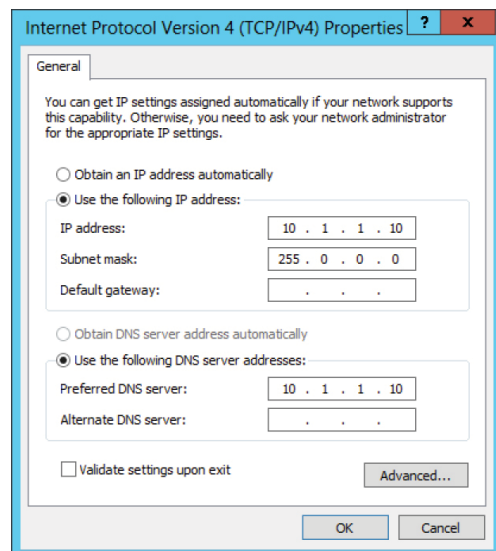 Internet Protocol Version 4 (TCP/IPv4) Properties ? x
General
You can get IP settings assigned automatically if your network supports
this capability. Otherwise, you need to ask your network administrator
for the appropriate IP settings.
Obtain an IP address automatically
Use the following IP address:
IP address: 10 . 1 . 1 . 10
Subnet mask: 255 . 0 . 0 . 0
Default gateway: . . .
Obtain DNS server address automatically
Use the following DNS server addresses:
Preferred DNS server: 10 . 1 . 1 . 10
Alternate DNS server: . . .
Validate settings upon exit Advanced...
OK Cancel